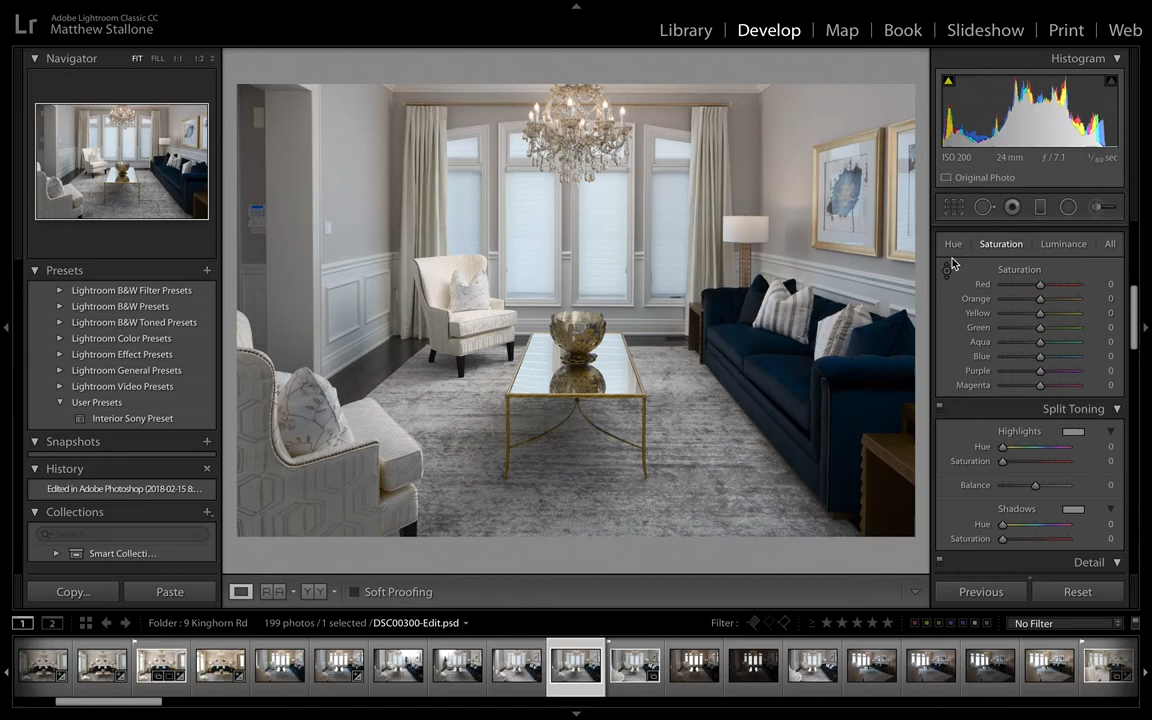 Lr
Adobe Lightroom Classic CC
Matthew Stallone
Library | Develop | Map | Book | Slideshow | Print | Web
Navigator FIT FILL 1:1 1:2
Presets +
Lightroom B&W Filter Presets
Lightroom B&W Presets
Lightroom B&W Toned Presets
Lightroom Color Presets
Lightroom Effect Presets
Lightroom General Presets
Lightroom Video Presets
User Presets
Interior Sony Preset
Snapshots +
History ×
Edited in Adobe Photoshop (2018-02-15 8:...
Collections +
Search
Smart Collecti...
Copy... Paste
Soft Proofing
Histogram
ISO 200 24 mm ƒ / 7.1 1/80 sec
Original Photo
Hue Saturation Luminance All
Saturation
Red 0
Orange 0
Yellow 0
Green 0
Aqua 0
Blue 0
Purple 0
Magenta 0
Split Toning
Highlights
Hue 0
Saturation 0
Balance 0
Shadows
Hue 0
Saturation 0
Detail
Previous Reset
1 2 Folder : 9 Kinghorn Rd 199 photos / 1 selected / DSC00300-Edit.psd Filter : No Filter